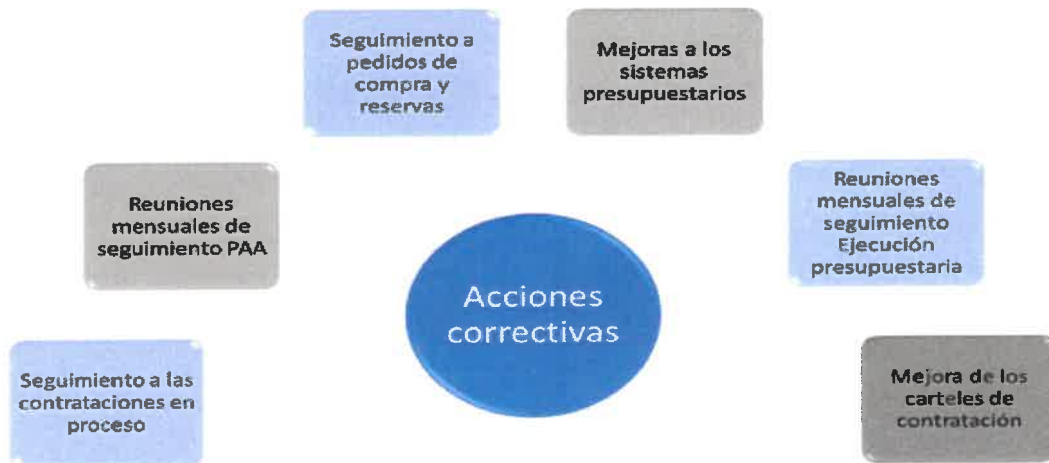 Seguimiento a
pedidos de
compra y
reservas
Mejoras a los
sistemas
presupuestarios
Reuniones
mensuales de
seguimiento PAA
Reuniones
mensuales de
seguimiento
Ejecución
presupuestaria
Acciones
correctivas
Seguimiento a las
contrataciones en
proceso
Mejora de los
carteles de
contratación